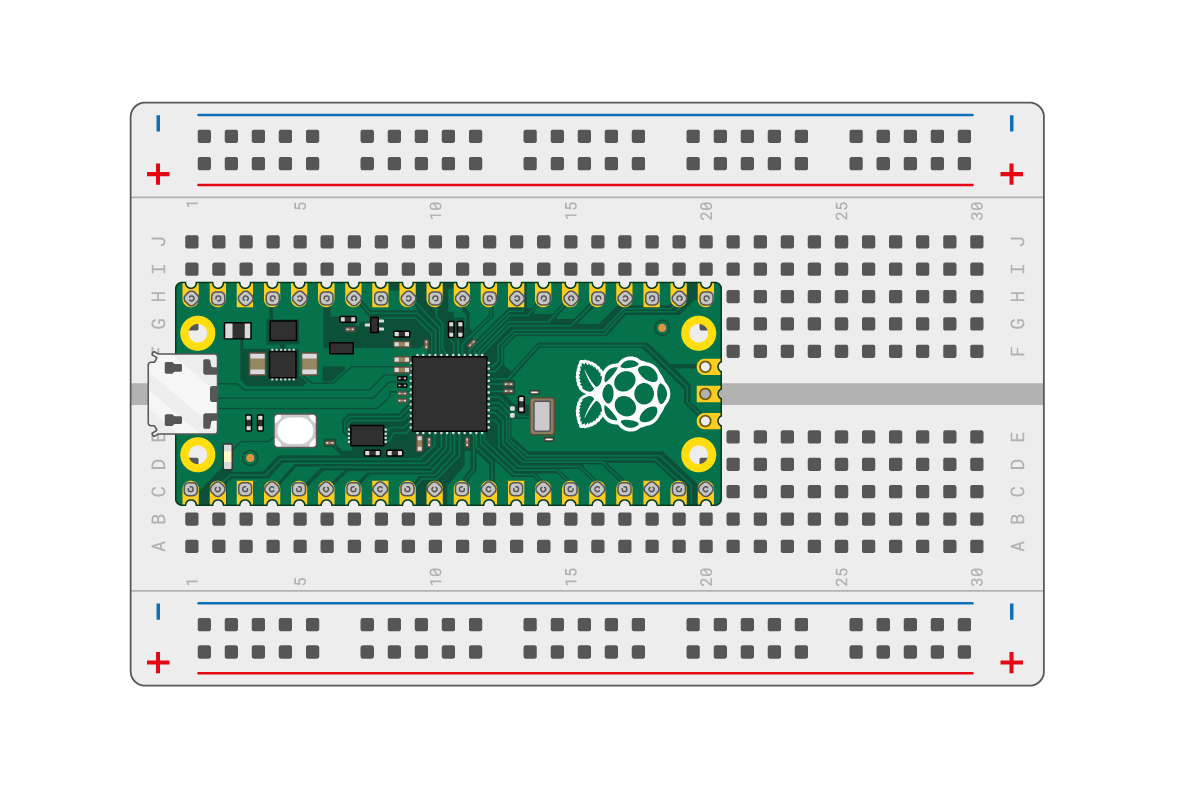 − −
+ +
1 5 10 15 20 25 30
J J
I I
H H
G G
F F
E E
D D
C C
B B
A A
1 5 10 15 20 25 30
− −
+ +